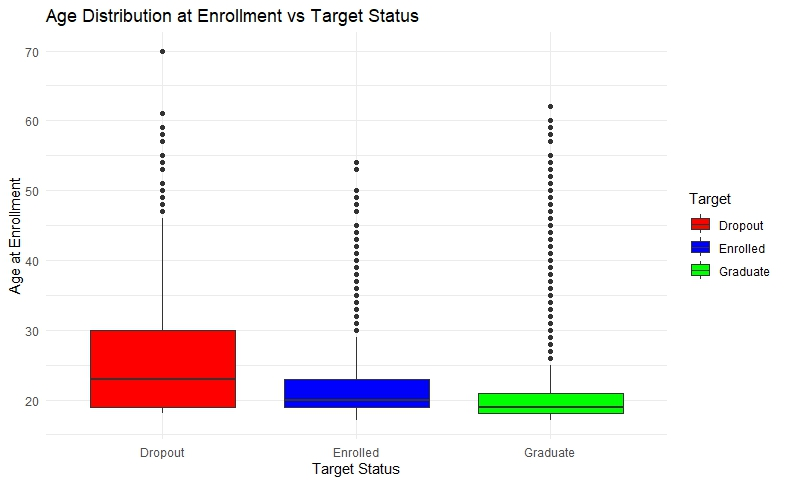 Age Distribution at Enrollment vs Target Status
Age at Enrollment
70
60
50
40
30
20
Dropout
Enrolled
Graduate
Target Status
Target
Dropout
Enrolled
Graduate